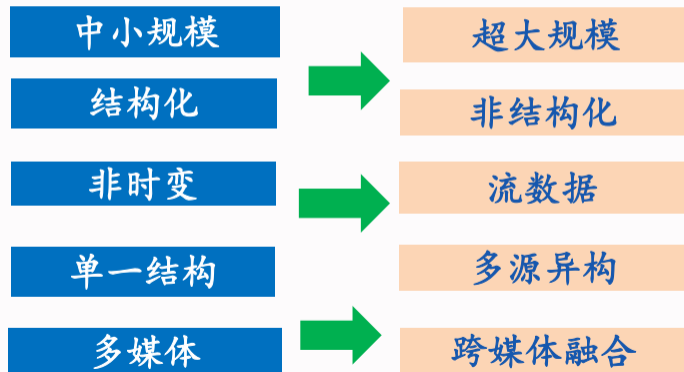 中小规模
超大规模
结构化
非结构化
非时变
流数据
单一结构
多源异构
多媒体
跨媒体融合